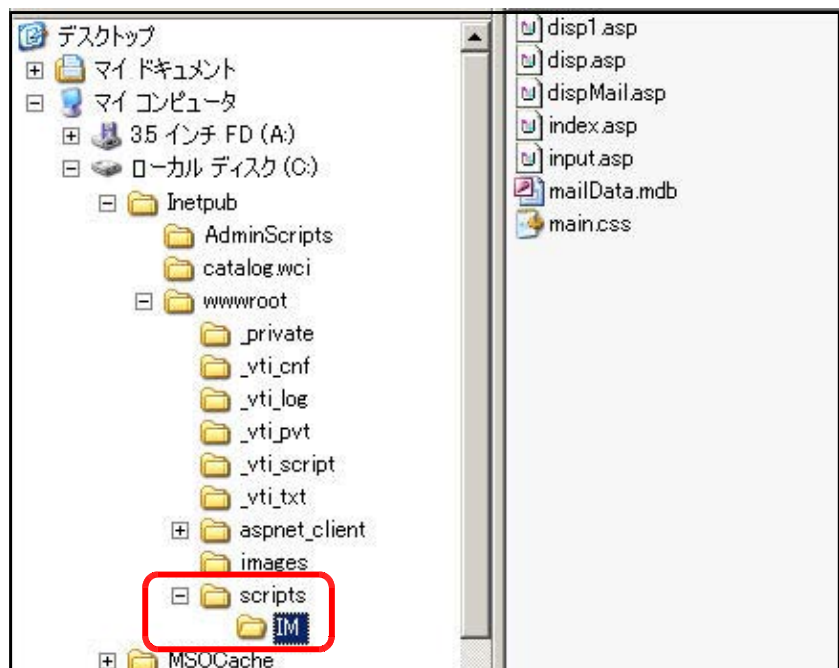 デスクトップ
マイ ドキュメント
マイ コンピュータ
3.5 インチ FD (A:)
ローカル ディスク (C:)
Inetpub
AdminScripts
catalog.wci
wwwroot
_private
_vti_cnf
_vti_log
_vti_pvt
_vti_script
_vti_txt
aspnet_client
images
scripts
IM
MSOCache
disp1.asp
disp.asp
dispMail.asp
index.asp
input.asp
mailData.mdb
main.css